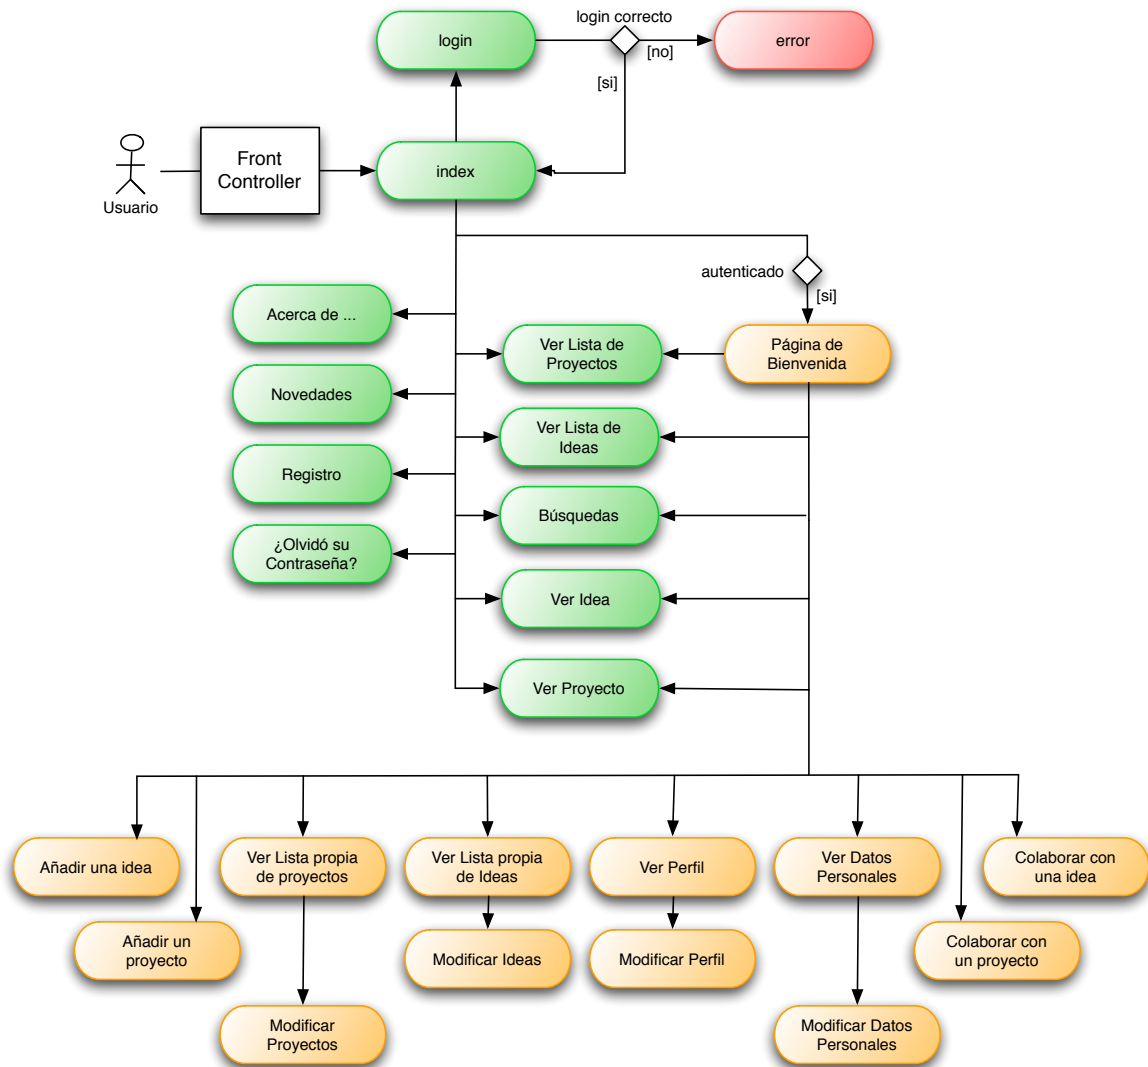 login correcto
login
[no]
error
[si]
Front
Controller
index
Usuario
autenticado
[si]
Acerca de ...
Ver Lista de
Proyectos
Página de
Bienvenida
Novedades
Ver Lista de
Ideas
Registro
Búsquedas
¿Olvidó su
Contraseña?
Ver Idea
Ver Proyecto
Añadir una idea
Ver Lista propia
de proyectos
Ver Lista propia
de Ideas
Ver Perfil
Ver Datos
Personales
Colaborar con
una idea
Añadir un
proyecto
Modificar Ideas
Modificar Perfil
Colaborar con
un proyecto
Modificar
Proyectos
Modificar Datos
Personales